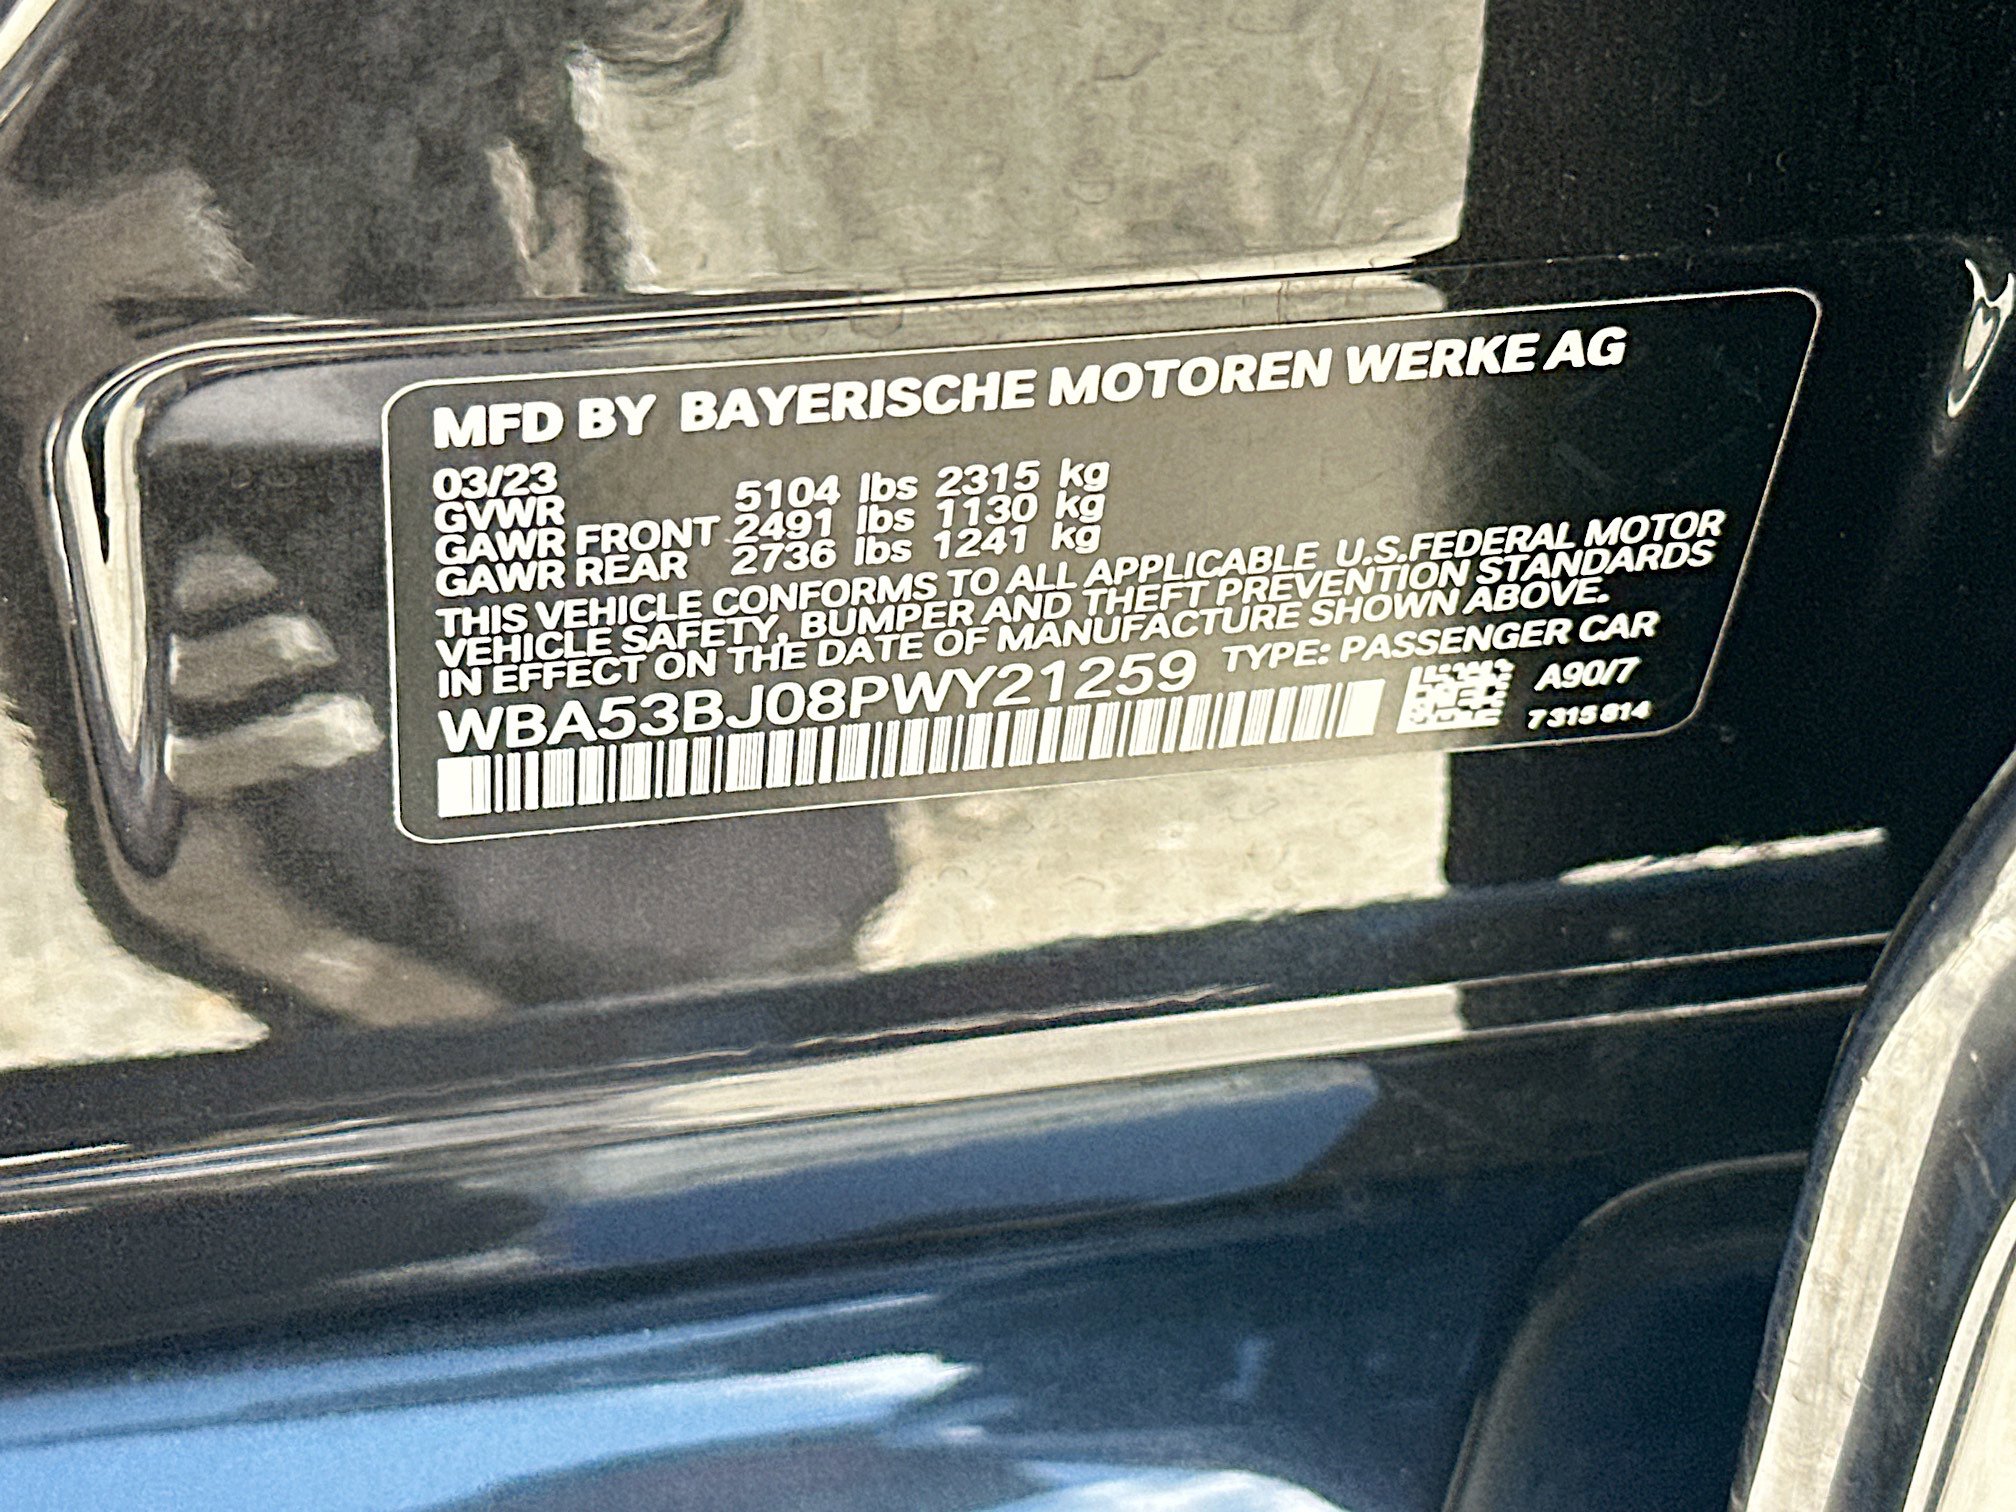 MFD BY BAYERISCHE MOTOREN WERKE AG
03/23
GVWR 5104 lbs 2315 kg
GAWR FRONT 2491 lbs 1130 kg
GAWR REAR 2736 lbs 1241 kg
THIS VEHICLE CONFORMS TO ALL APPLICABLE U.S.FEDERAL MOTOR
VEHICLE SAFETY, BUMPER AND THEFT PREVENTION STANDARDS
IN EFFECT ON THE DATE OF MANUFACTURE SHOWN ABOVE.
WBA53BJ08PWY21259 TYPE: PASSENGER CAR
A90/7
7 315 814